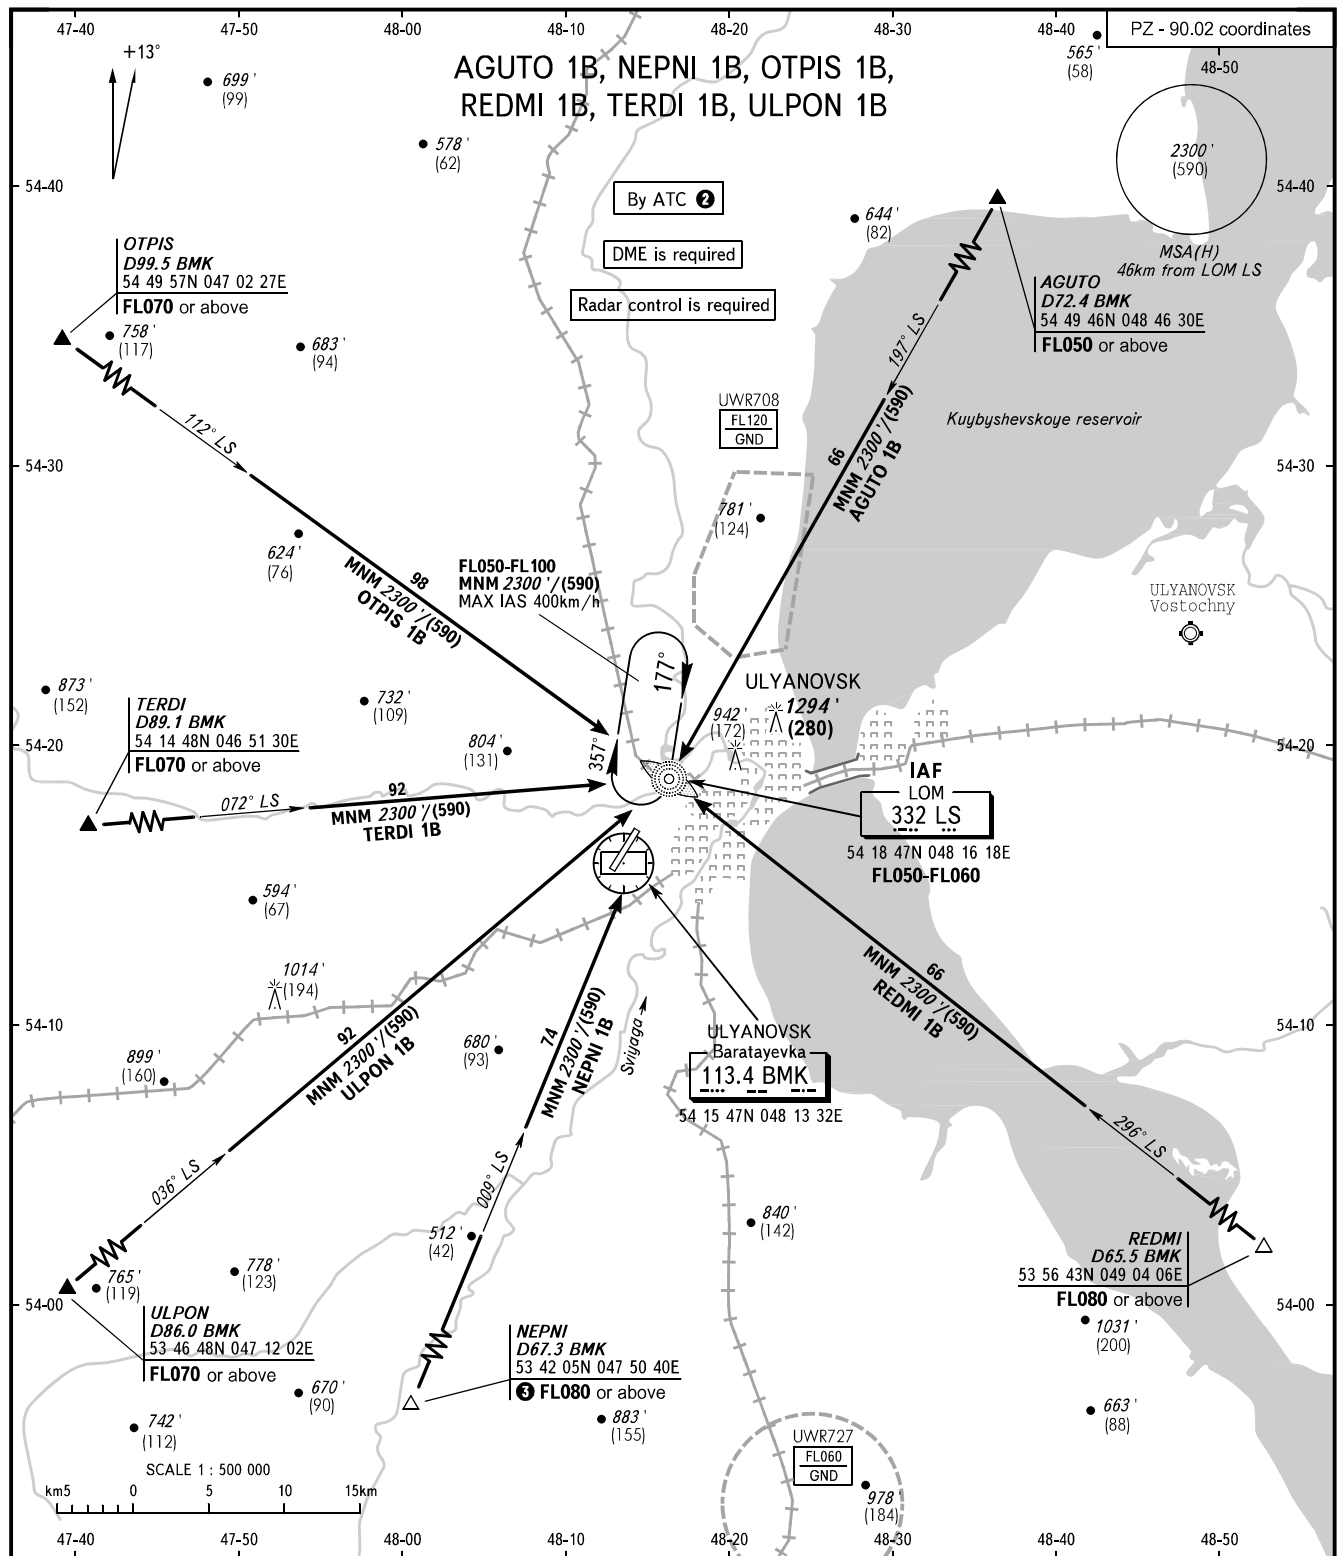 47-40 47-50 48-00 48-10 48-20 48-30 48-40
PZ - 90.02 coordinates
48-50
+13°
AGUTO 1B, NEPNI 1B, OTPIS 1B,
REDMI 1B, TERDI 1B, ULPON 1B
699'
(99)
565'
(58)
578'
(62)
2300'
(590)
MSA(H)
46km from LOM LS
54-40
54-40
By ATC ❷
DME is required
Radar control is required
644'
(82)
OTPIS
D99.5 BMK
54 49 57N 047 02 27E
FL070 or above
758'
(117)
683'
(94)
AGUTO
D72.4 BMK
54 49 46N 048 46 30E
FL050 or above
197° LS
66
MNM 2300'/(590)
AGUTO 1B
Kuybyshevskoye reservoir
UWR708
FL120
GND
112° LS
54-30
54-30
781'
(124)
624'
(76)
98
MNM 2300'/(590)
OTPIS 1B
FL050-FL100
MNM 2300'/(590)
MAX IAS 400km/h
ULYANOVSK
Vostochny
177°
357°
873'
(152)
TERDI
D89.1 BMK
54 14 48N 046 51 30E
FL070 or above
732'
(109)
804'
(131)
ULYANOVSK
1294'
(280)
942'
(172)
54-20
54-20
072° LS
92
MNM 2300'/(590)
TERDI 1B
IAF
LOM
332 LS
54 18 47N 048 16 18E
FL050-FL060
594'
(67)
1014'
(194)
899'
(160)
680'
(93)
54-10
54-10
92
MNM 2300'/(590)
ULPON 1B
74
MNM 2300'/(590)
NEPNI 1B
Sviyaga
ULYANOVSK
Baratayevka
113.4 BMK
54 15 47N 048 13 32E
66
MNM 2300'/(590)
REDMI 1B
296° LS
036° LS
009° LS
512'
(42)
840'
(142)
778'
(123)
765'
(119)
REDMI
D65.5 BMK
53 56 43N 049 04 06E
FL080 or above
54-00
54-00
ULPON
D86.0 BMK
53 46 48N 047 12 02E
FL070 or above
NEPNI
D67.3 BMK
53 42 05N 047 50 40E
❸ FL080 or above
1031'
(200)
670'
(90)
742'
(112)
883'
(155)
663'
(88)
UWR727
FL060
GND
978'
(184)
SCALE 1 : 500 000
km5 0 5 10 15km
47-40 47-50 48-00 48-10 48-20 48-30 48-40 48-50